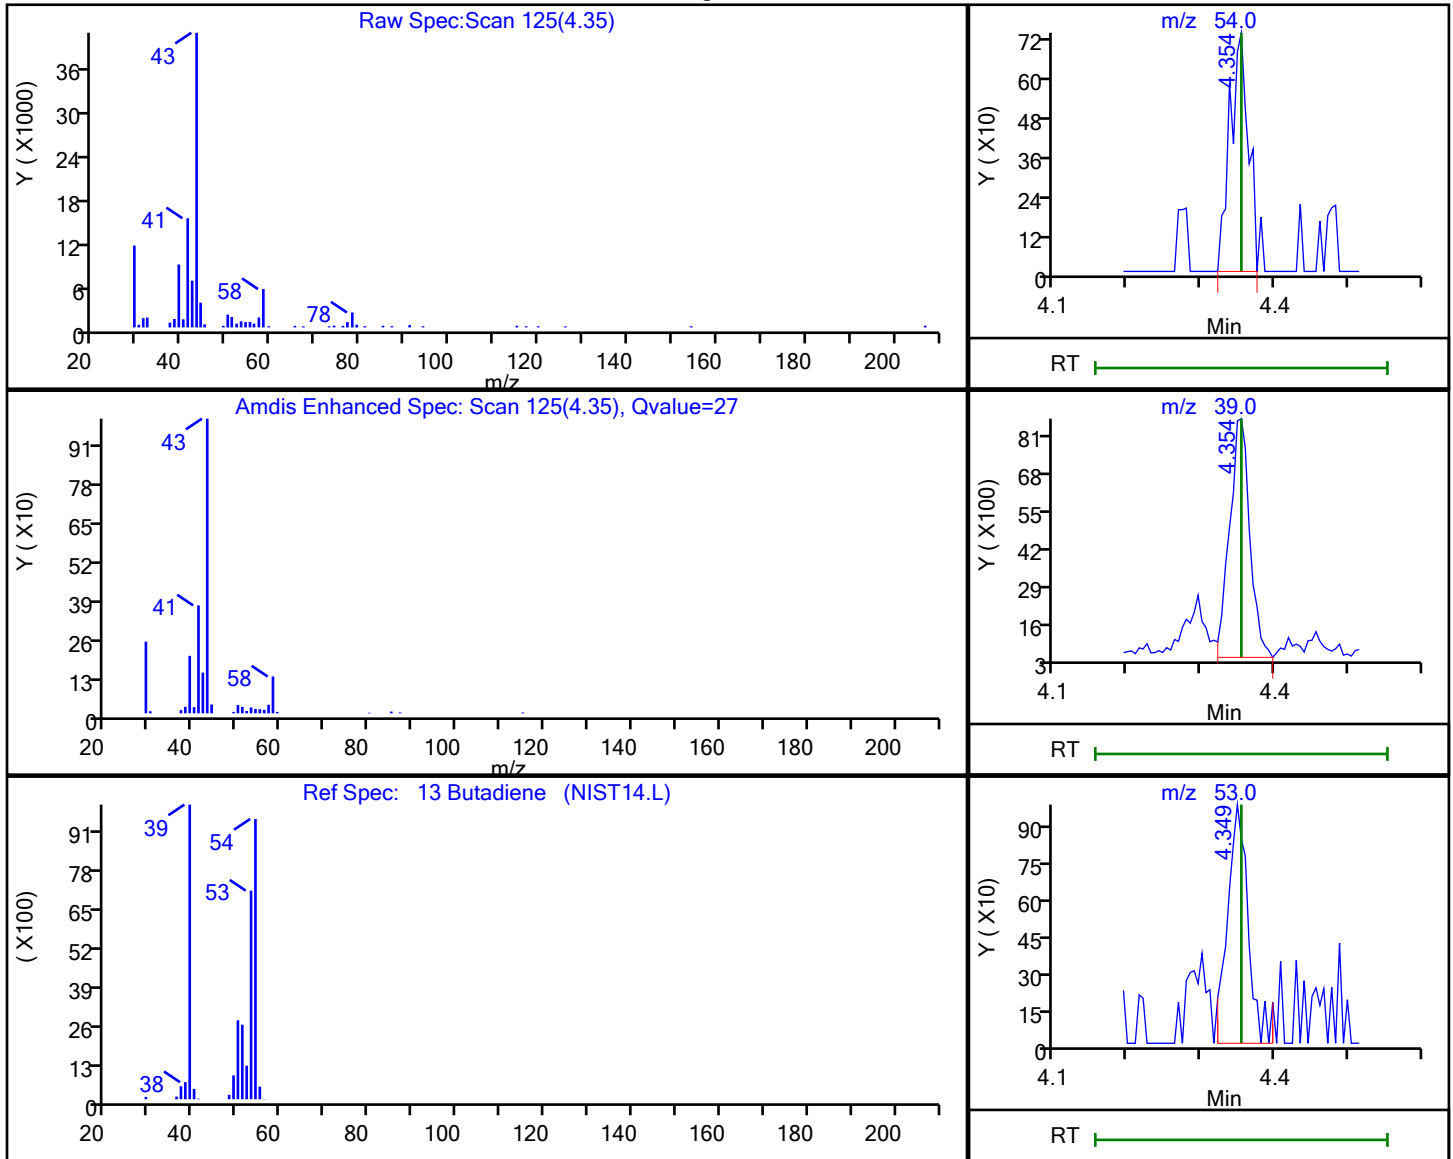 Raw Spec:Scan 125(4.35)
Y ( X1000)
36
30
24
18
12
6
0
43
41
58
78
20 40 60 80 100 120 140 160 180 200
m/z
m/z 54.0
Y ( X10)
72
60
48
36
24
12
0
4.354
4.1 4.4
Min
RT
Amdis Enhanced Spec: Scan 125(4.35), Qvalue=27
Y ( X10)
91
78
65
52
39
26
13
0
43
41
58
20 40 60 80 100 120 140 160 180 200
m/z
m/z 39.0
Y ( X100)
81
68
55
42
29
16
3
4.354
4.1 4.4
Min
RT
Ref Spec: 13 Butadiene (NIST14.L)
( X100)
91
78
65
52
39
26
13
0
39
54
53
38
20 40 60 80 100 120 140 160 180 200
m/z 53.0
Y ( X10)
90
75
60
45
30
15
0
4.349
4.1 4.4
Min
RT